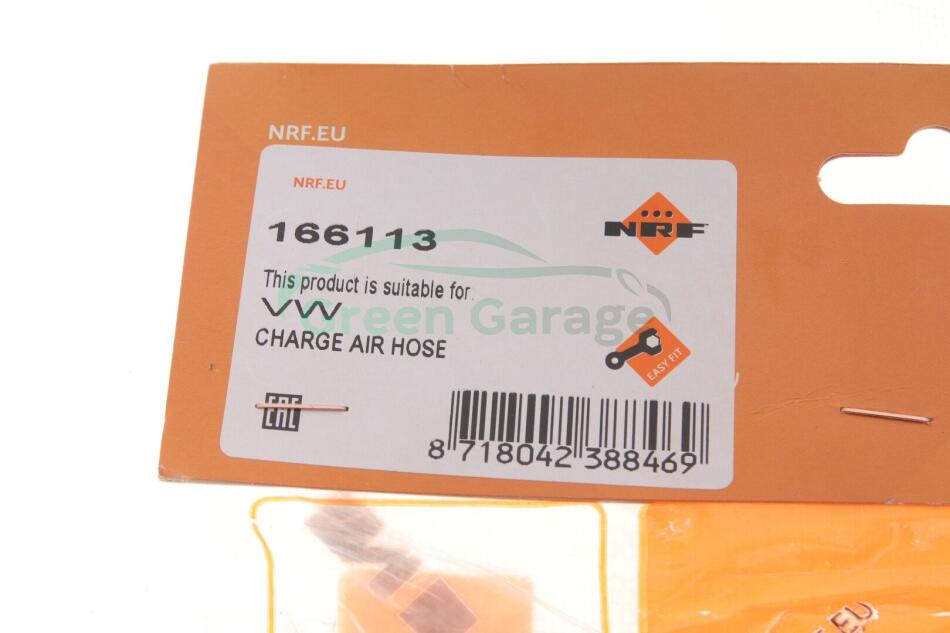 NRF.EU
NRF.EU
166113
NRF
This product is suitable for
VW
Green Garage
CHARGE AIR HOSE
EASY FIT
EAC
8 718042 388469
.EU